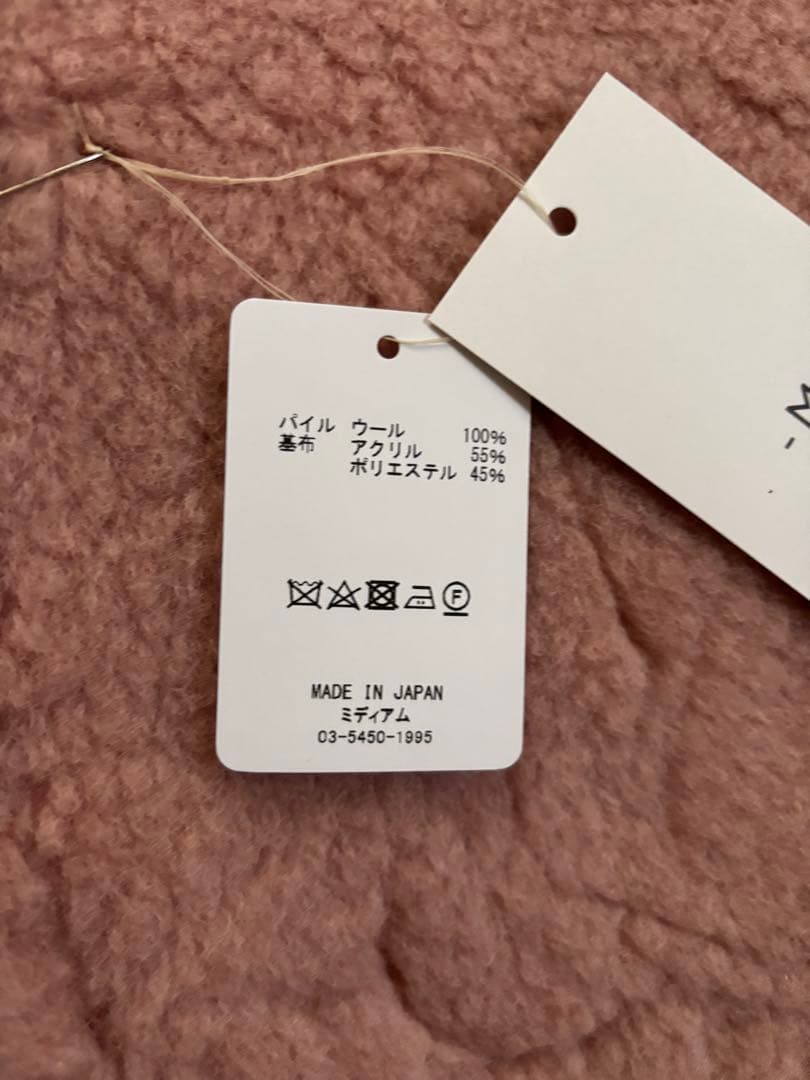 パイル ウール 100%
基布 アクリル 55%
ポリエステル 45%
F
MADE IN JAPAN
ミディアム
03-5450-1995